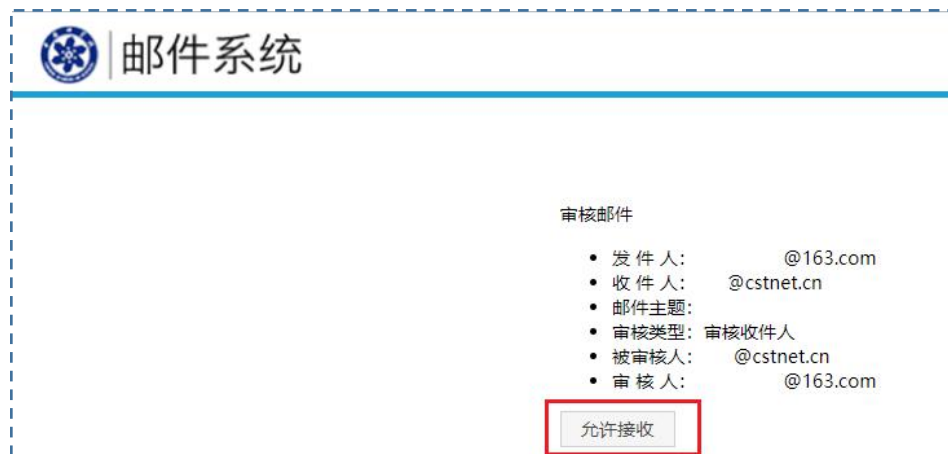 邮件系统
审核邮件
• 发 件 人： @163.com
• 收 件 人： @cstnet.cn
• 邮件主题：
• 审核类型：审核收件人
• 被审核人： @cstnet.cn
• 审 核 人： @163.com
允许接收